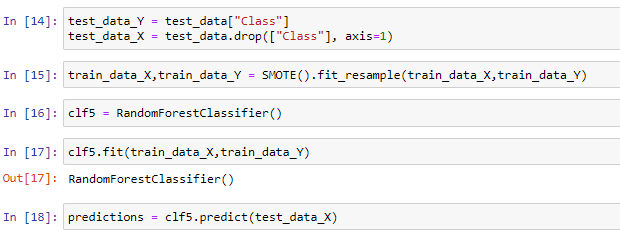 In [14]: test_data_Y = test_data["Class"]
test_data_X = test_data.drop(["Class"], axis=1)
In [15]: train_data_X,train_data_Y = SMOTE().fit_resample(train_data_X,train_data_Y)
In [16]: clf5 = RandomForestClassifier()
In [17]: clf5.fit(train_data_X,train_data_Y)
Out[17]: RandomForestClassifier()
In [18]: predictions = clf5.predict(test_data_X)